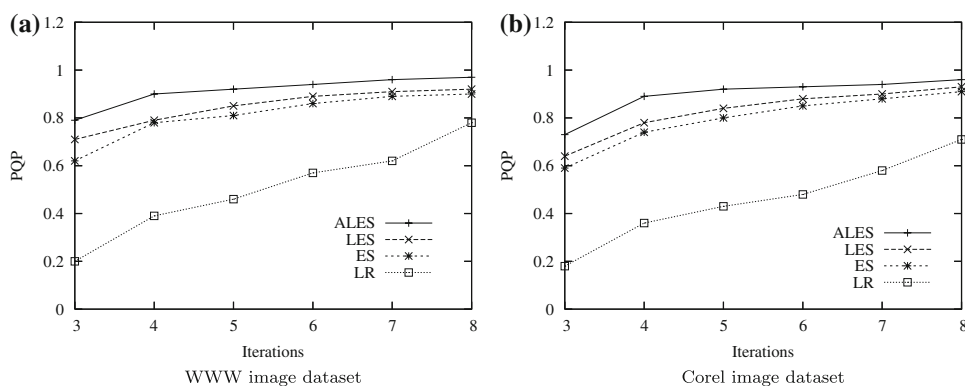 (a)
1.2
1
0.8
0.6
0.4
0.2
0
PQP
3 4 5 6 7 8
Iterations
ALES
LES
ES
LR
WWW image dataset
(b)
1.2
1
0.8
0.6
0.4
0.2
0
PQP
3 4 5 6 7 8
Iterations
ALES
LES
ES
LR
Corel image dataset